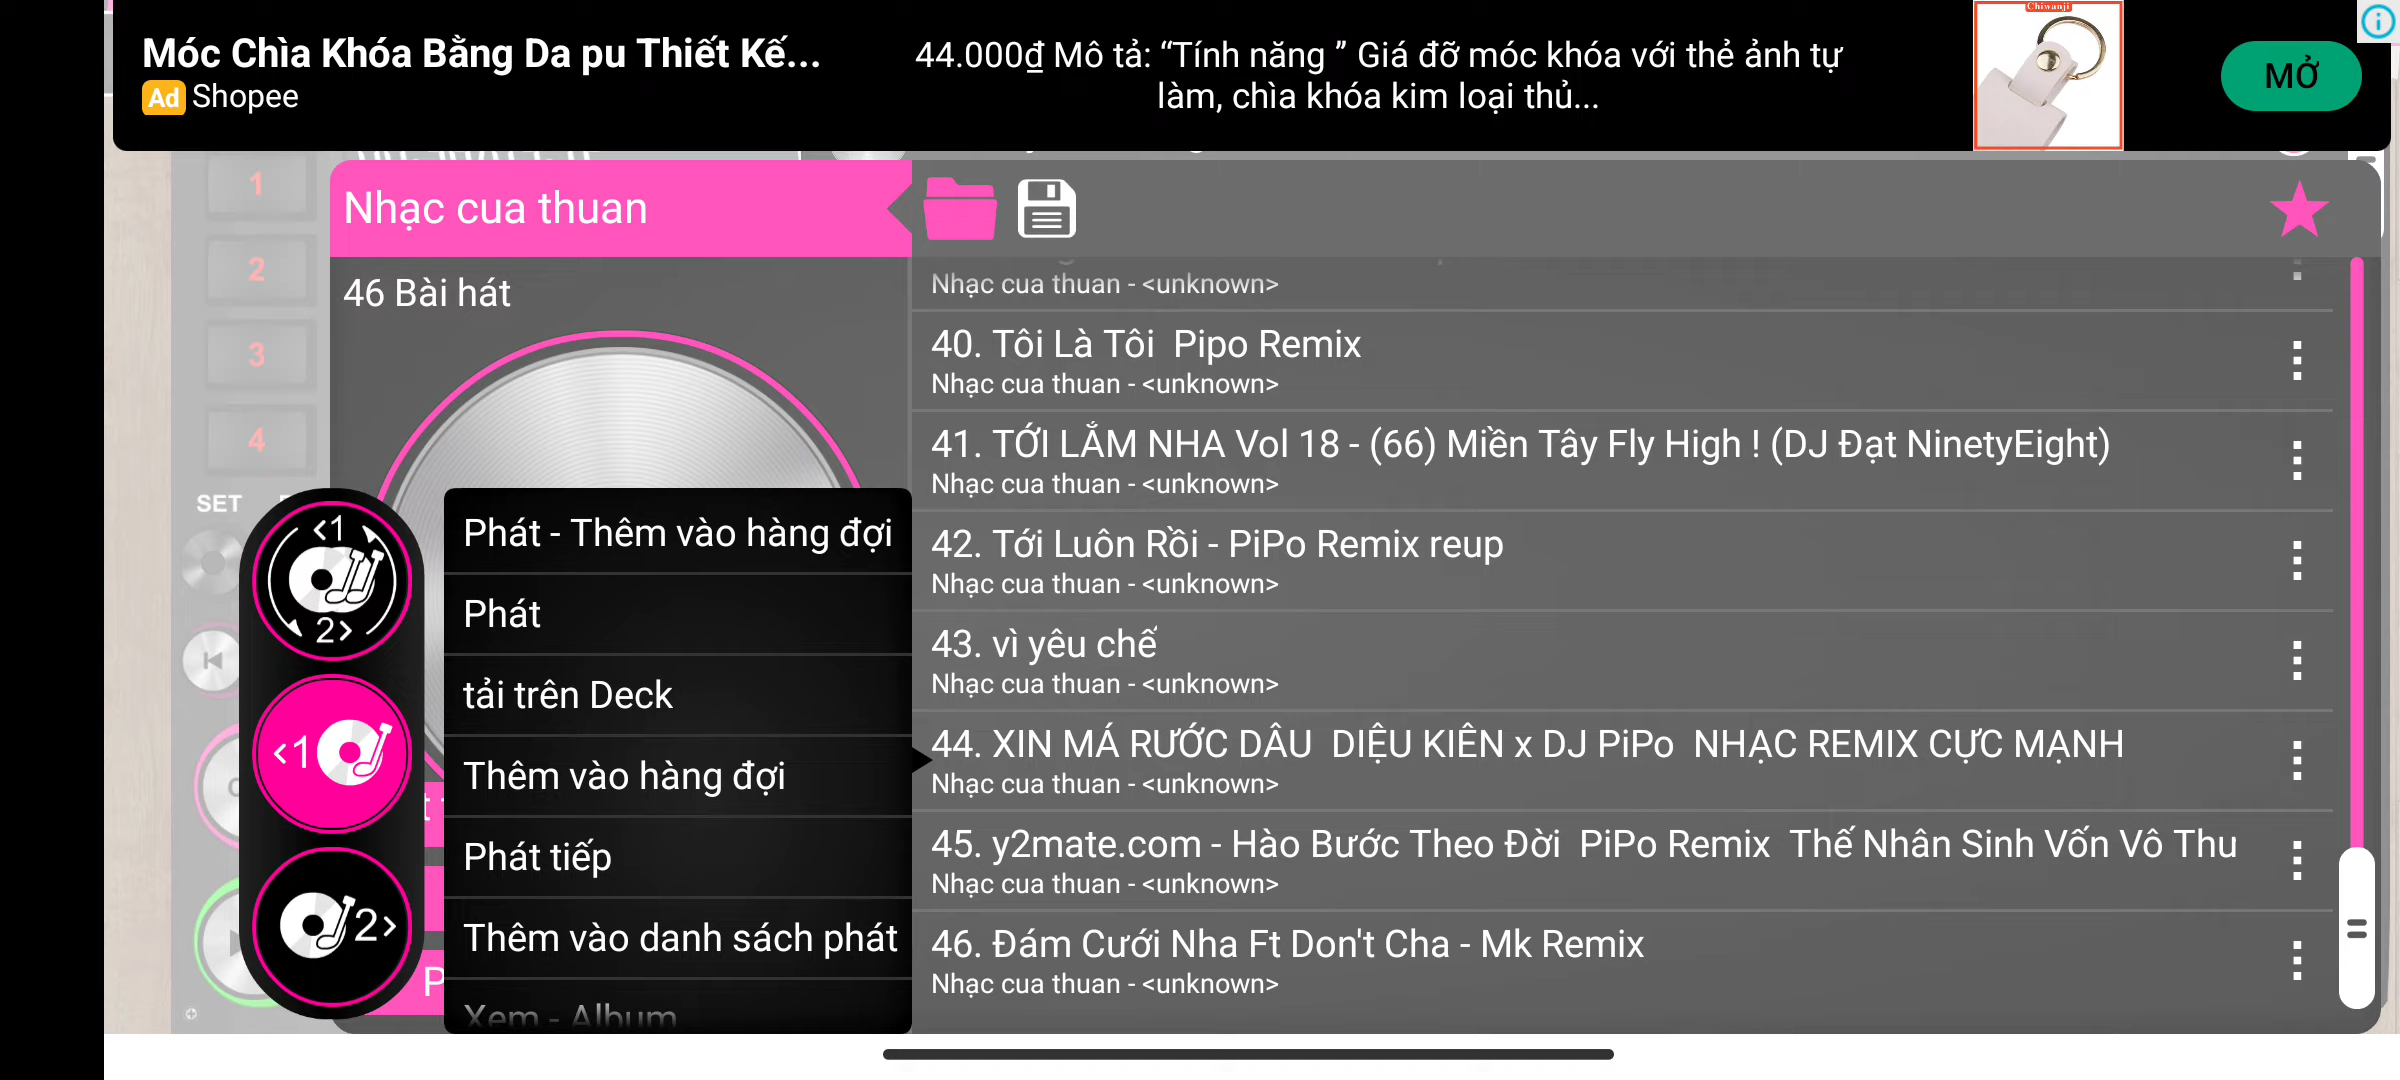 Móc Chìa Khóa Bằng Da pu Thiết Kế...
Ad Shopee
44.000₫ Mô tả: “Tính năng ” Giá đỡ móc khóa với thẻ ảnh tự
làm, chìa khóa kim loại thủ...
Chiwanji
MỞ
1
2
3
4
SET
Nhạc cua thuan
46 Bài hát
<1
2>
<1
2>
Phát - Thêm vào hàng đợi
Phát
tải trên Deck
Thêm vào hàng đợi
Phát tiếp
Thêm vào danh sách phát
Xem - Album
Nhạc cua thuan - <unknown>
40. Tôi Là Tôi  Pipo Remix
Nhạc cua thuan - <unknown>
41. TỚI LẮM NHA Vol 18 - (66) Miền Tây Fly High ! (DJ Đạt NinetyEight)
Nhạc cua thuan - <unknown>
42. Tới Luôn Rồi - PiPo Remix reup
Nhạc cua thuan - <unknown>
43. vì yêu chế
Nhạc cua thuan - <unknown>
44. XIN MÁ RƯỚC DÂU  DIỆU KIÊN x DJ PiPo  NHẠC REMIX CỰC MẠNH
Nhạc cua thuan - <unknown>
45. y2mate.com - Hào Bước Theo Đời  PiPo Remix  Thế Nhân Sinh Vốn Vô Thu
Nhạc cua thuan - <unknown>
46. Đám Cưới Nha Ft Don't Cha - Mk Remix
Nhạc cua thuan - <unknown>